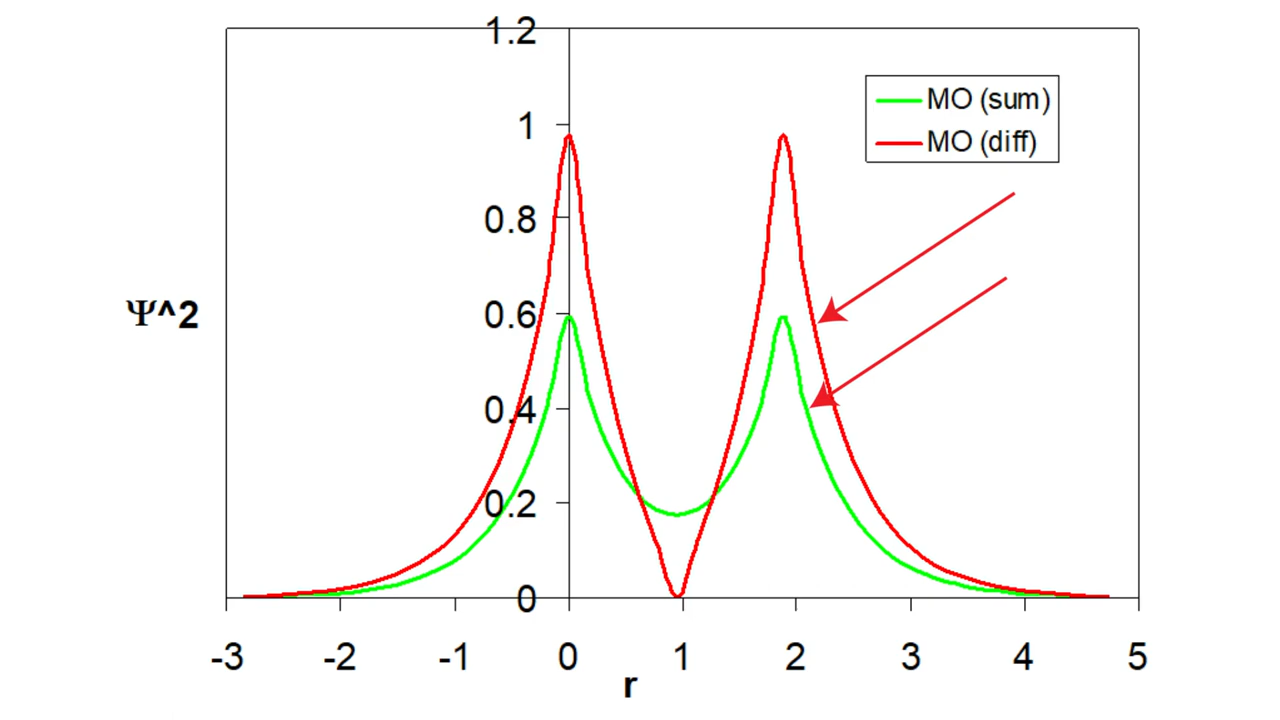 1.2
MO (sum)
1
MO (diff)
0.8
Ψ^2
0.6
0.4
0.2
0
-3 -2 -1 0 1 2 3 4 5
r